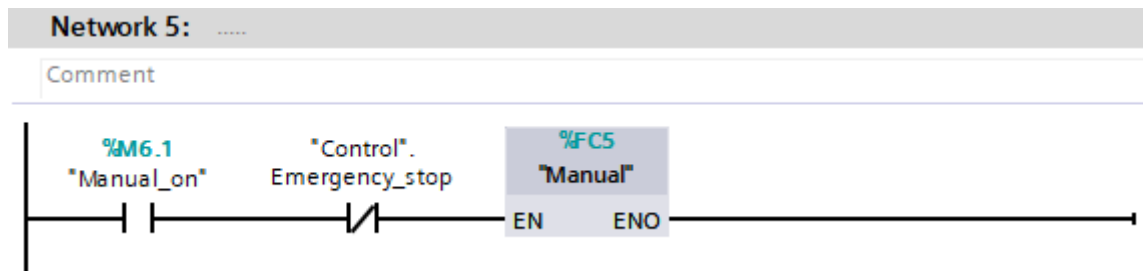 Network 5: .....
Comment
%M6.1
"Manual_on"
"Control".
Emergency_stop
%FC5
"Manual"
EN ENO